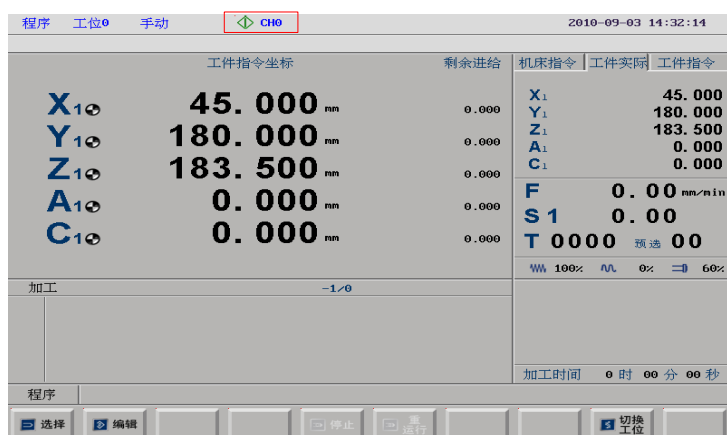 程序 工位0 手动 CH0 2010-09-03 14:32:14
工件指令坐标 剩余进给 机床指令 工件实际 工件指令
X1 45.000 mm 0.000
Y1 180.000 mm 0.000
Z1 183.500 mm 0.000
A1 0.000 mm 0.000
C1 0.000 mm 0.000
X1 45.000
Y1 180.000
Z1 183.500
A1 0.000
C1 0.000
F 0.00 mm/min
S1 0.00
T 0000 预选 00
100% 0% 60%
加工 -1/0
加工时间 0 时 00 分 00 秒
程序
选择 编辑 停止 重运行 切换工位